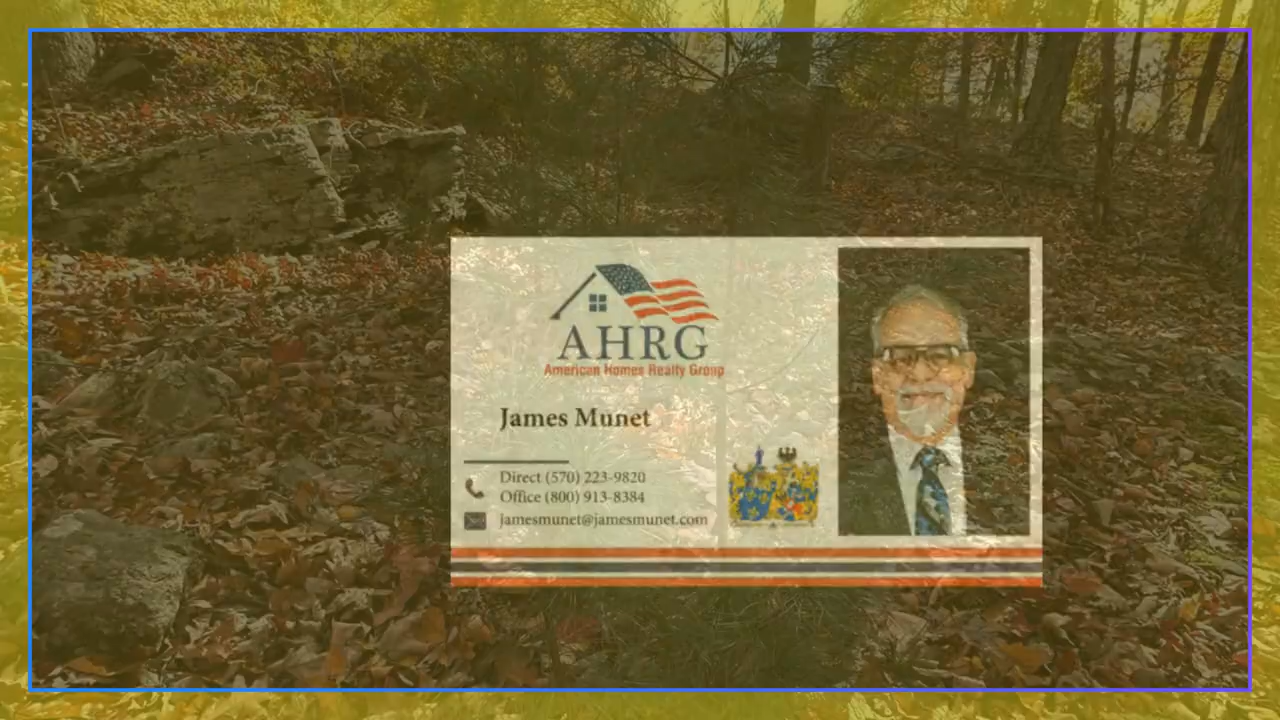 AHRG
American Homes Realty Group
James Munet
Direct (570) 223-9820
Office (800) 913-8384
jamesmunet@jamesmunet.com